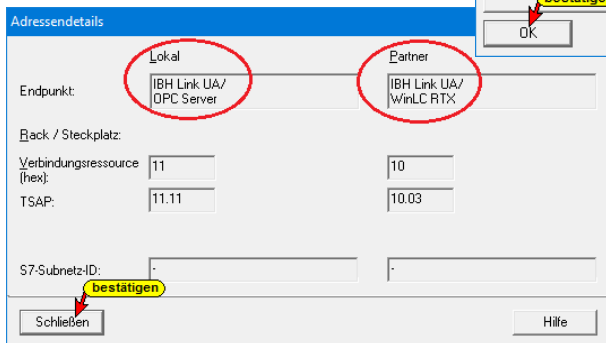 bestätigen
OK
Adressendetails
Lokal
Partner
Endpunkt:
IBH Link UA/
OPC Server
IBH Link UA/
WinLC RTX
Rack / Steckplatz:
Verbindungsressource
(hex):
11
10
TSAP:
11.11
10.03
S7-Subnetz-ID:
-
-
bestätigen
Schließen
Hilfe